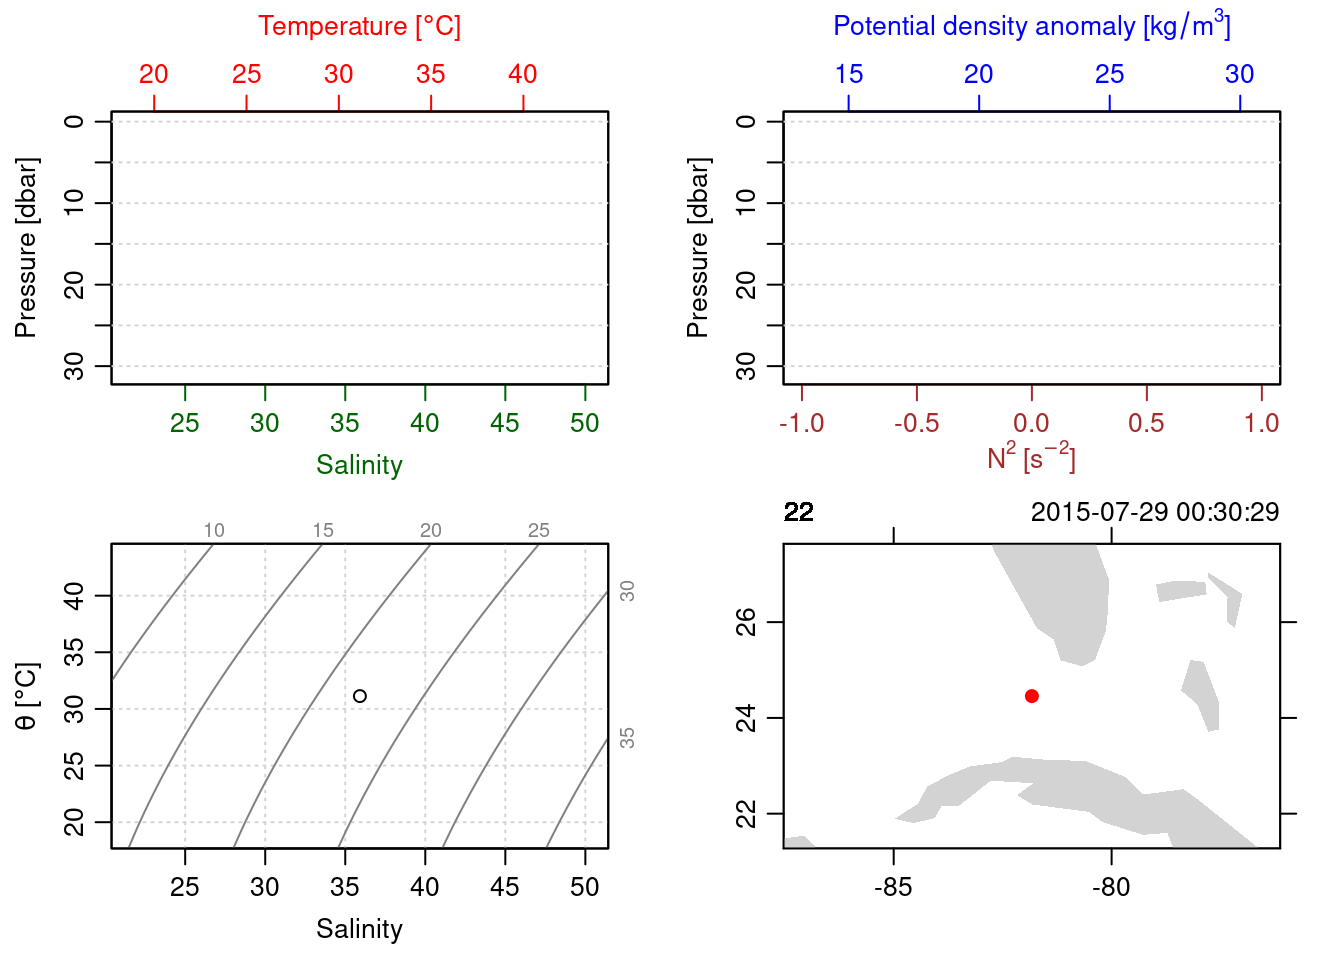 Temperature [°C]
20 25 30 35 40
Pressure [dbar]
0 10 20 30
25 30 35 40 45 50
Salinity
Potential density anomaly [kg/m³]
15 20 25 30
Pressure [dbar]
0 10 20 30
-1.0 -0.5 0.0 0.5 1.0
N² [s⁻²]
10 15 20 25
30
35
θ [°C]
40 35 30 25 20
25 30 35 40 45 50
Salinity
22 2015-07-29 00:30:29
26 24 22
-85 -80